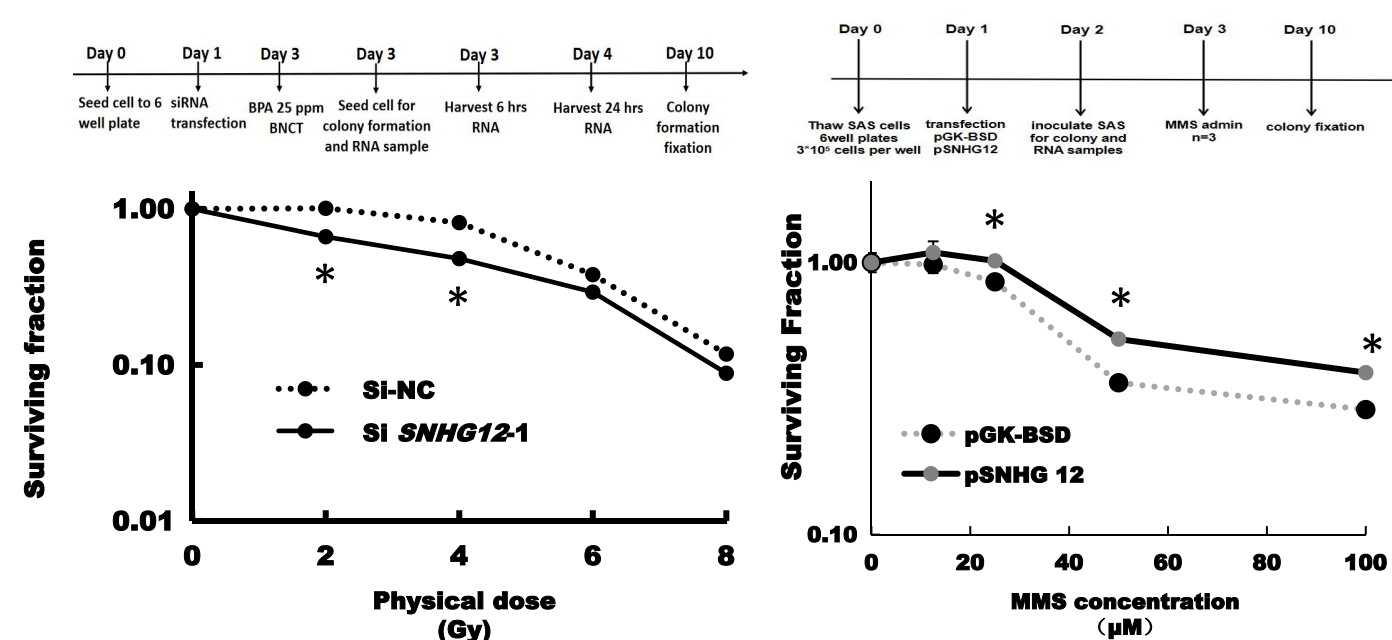 Day 0
Day 1
Day 3
Day 3
Day 3
Day 4
Day 10
Seed cell to 6
well plate
siRNA
transfection
BPA 25 ppm
BNCT
Seed cell for
colony formation
and RNA sample
Harvest 6 hrs
RNA
Harvest 24 hrs
RNA
Colony
formation
fixation
Surviving fraction
1.00
0.10
0.01
*
*
Si-NC
Si SNHG12-1
0
2
4
6
8
Physical dose
(Gy)
Day 0
Day 1
Day 2
Day 3
Day 10
Thaw SAS cells
6well plates
3*10⁵ cells per well
transfection
pGK-BSD
pSNHG12
inoculate SAS
for colony and
RNA samples
MMS admin
n=3
colony fixation
Surviving Fraction
1.00
0.10
*
*
*
pGK-BSD
pSNHG 12
0
20
40
60
80
100
MMS concentration
（μM）